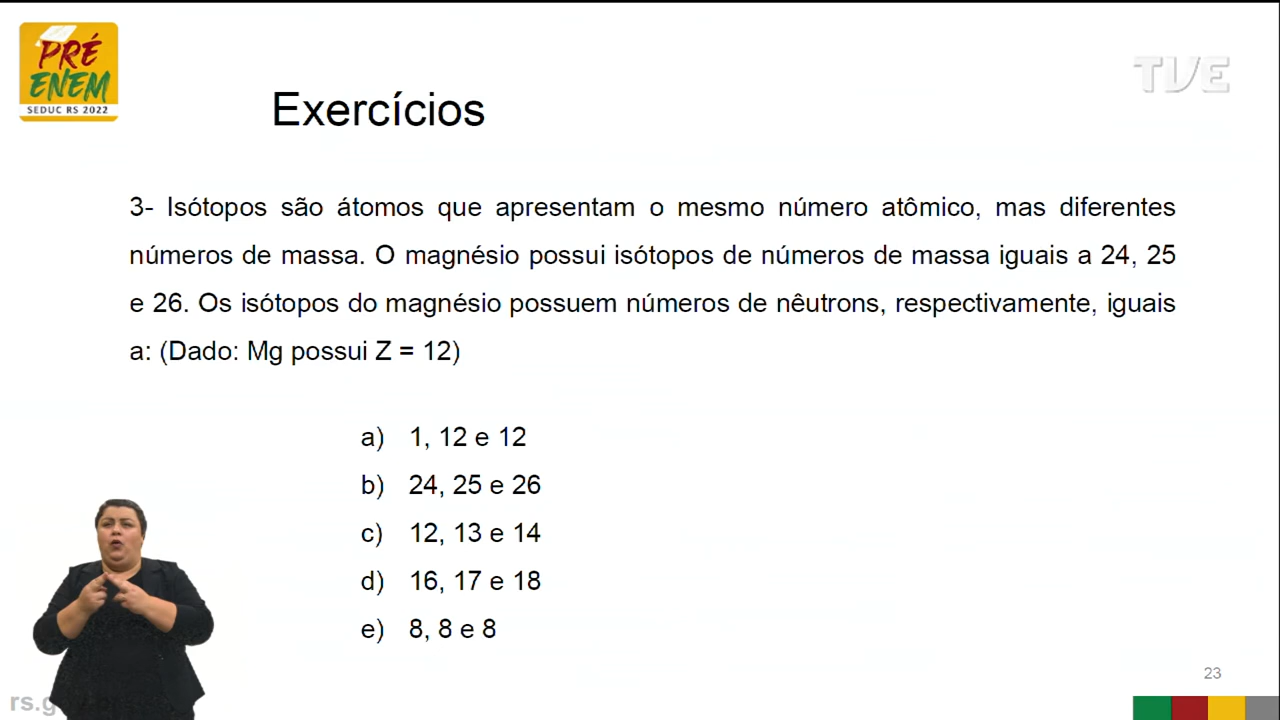 PRÉ
ENEM
SEDUC RS 2022
TVE
Exercícios
3- Isótopos são átomos que apresentam o mesmo número atômico, mas diferentes
números de massa. O magnésio possui isótopos de números de massa iguais a 24, 25
e 26. Os isótopos do magnésio possuem números de nêutrons, respectivamente, iguais
a: (Dado: Mg possui Z = 12)
a) 1, 12 e 12
b) 24, 25 e 26
c) 12, 13 e 14
d) 16, 17 e 18
e) 8, 8 e 8
23